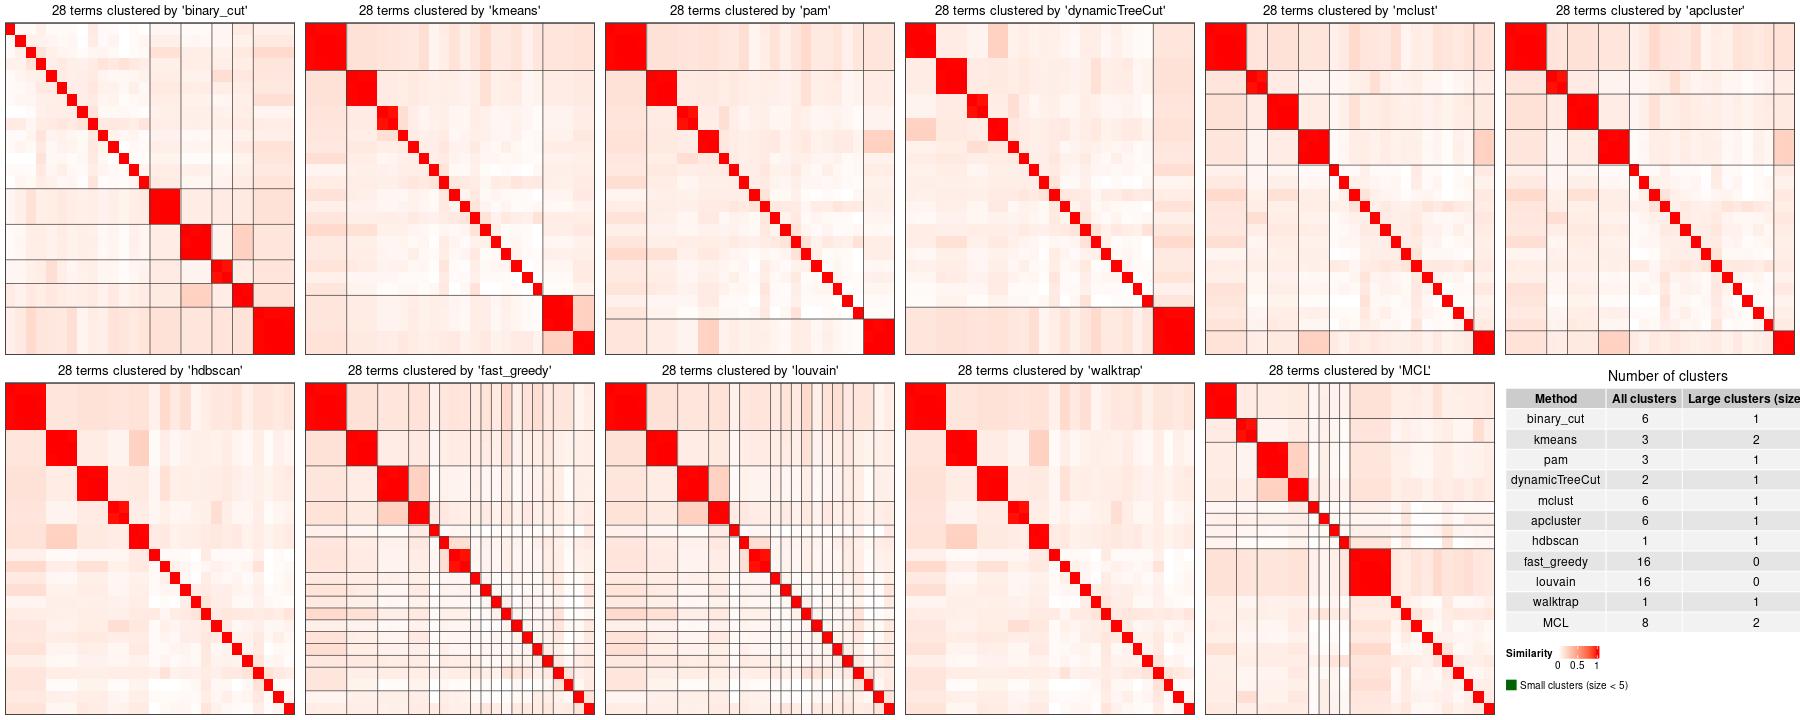 28 terms clustered by 'binary_cut'
28 terms clustered by 'kmeans'
28 terms clustered by 'pam'
28 terms clustered by 'dynamicTreeCut'
28 terms clustered by 'mclust'
28 terms clustered by 'apcluster'
28 terms clustered by 'hdbscan'
28 terms clustered by 'fast_greedy'
28 terms clustered by 'louvain'
28 terms clustered by 'walktrap'
28 terms clustered by 'MCL'
Number of clusters
Method All clusters Large clusters (size
binary_cut 6 1
kmeans 3 2
pam 3 1
dynamicTreeCut 2 1
mclust 6 1
apcluster 6 1
hdbscan 1 1
fast_greedy 16 0
louvain 16 0
walktrap 1 1
MCL 8 2
Similarity
0 0.5 1
Small clusters (size < 5)